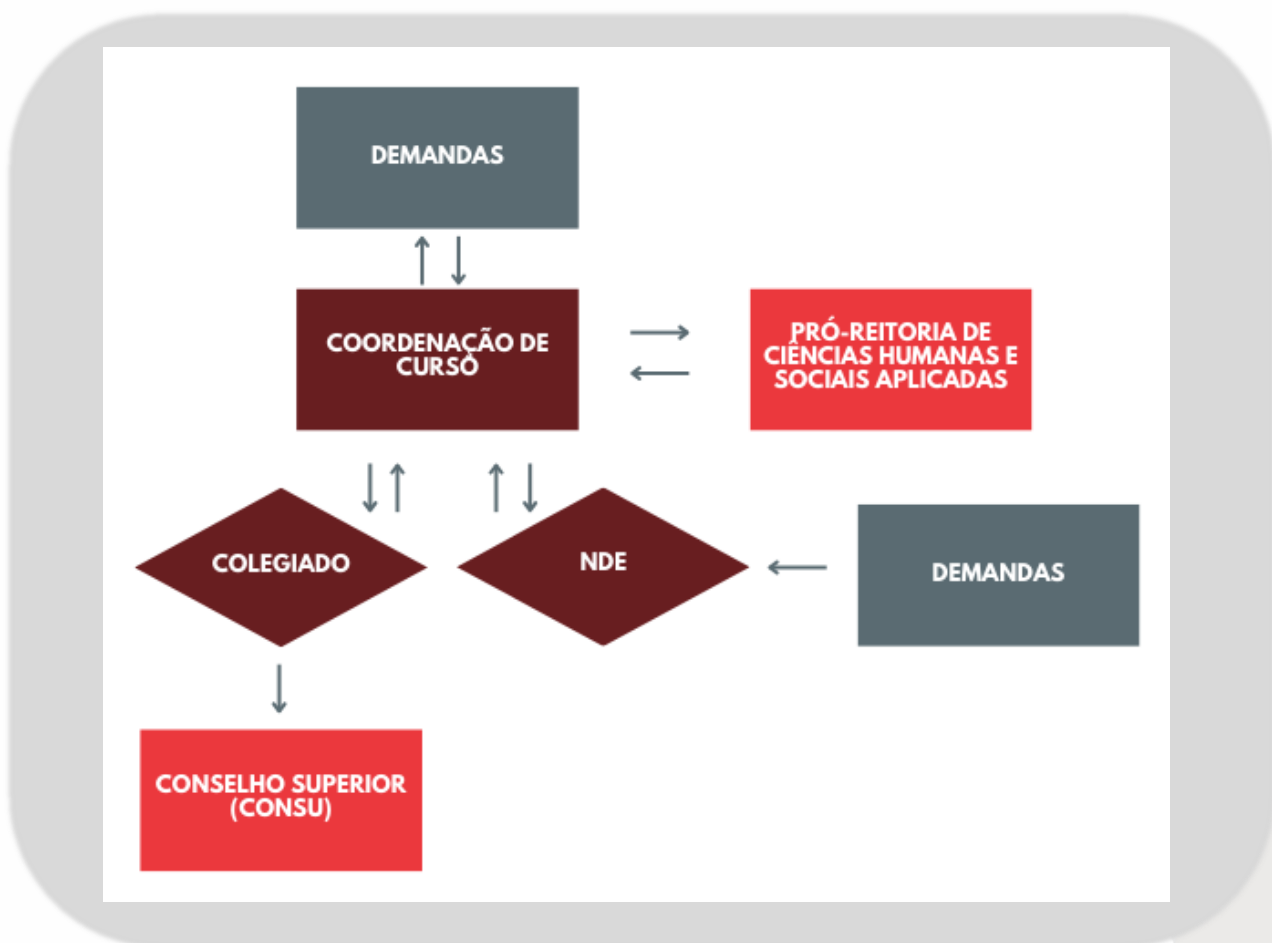 DEMANDAS
COORDENAÇÃO DE
CURSO
PRÓ-REITORIA DE
CIÊNCIAS HUMANAS E
SOCIAIS APLICADAS
COLEGIADO
NDE
DEMANDAS
CONSELHO SUPERIOR
(CONSU)